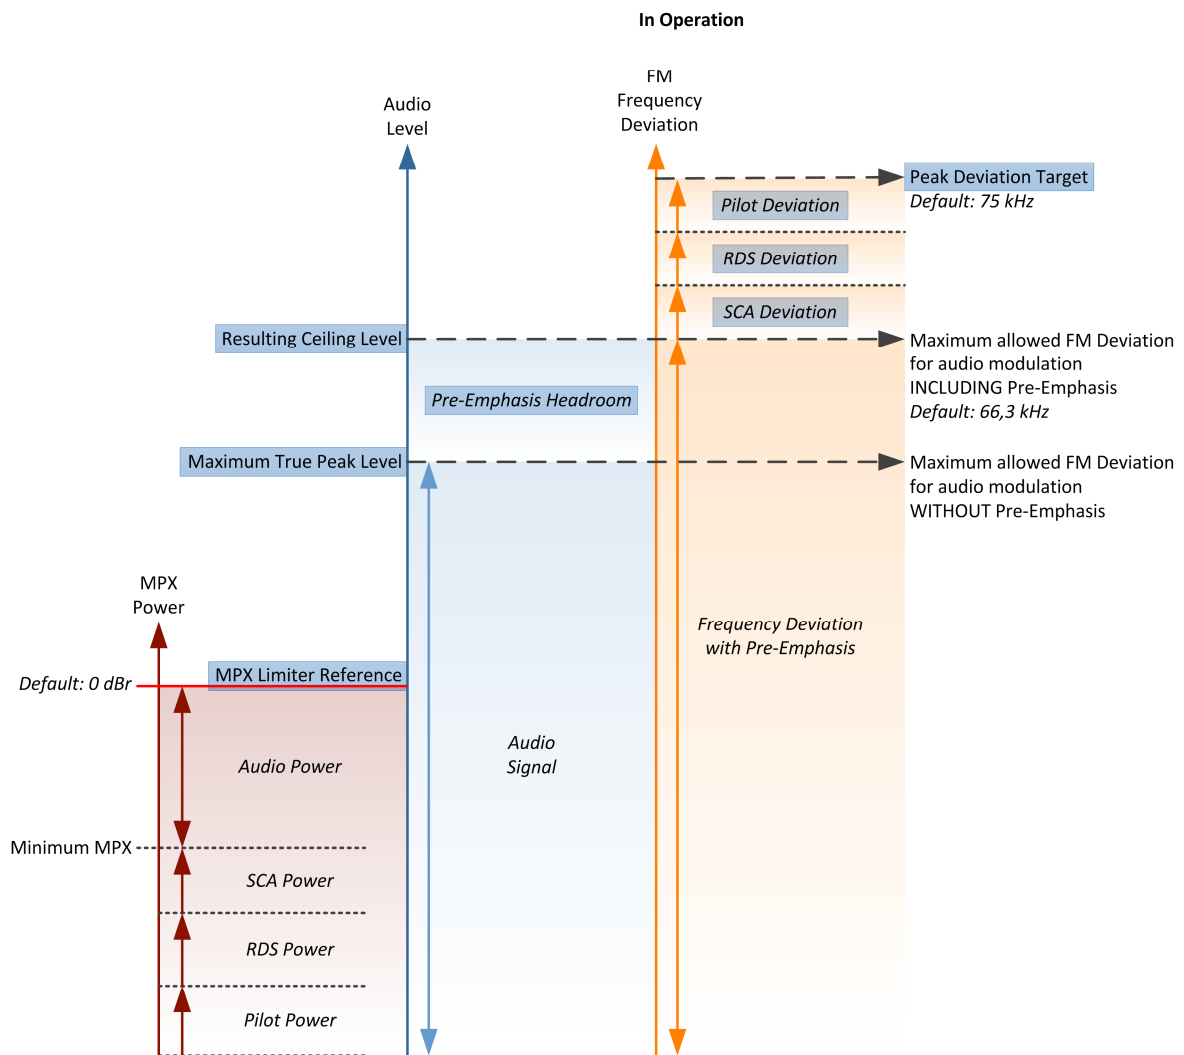 In Operation
FM
Frequency
Deviation
Audio
Level
Peak Deviation Target
Default: 75 kHz
Pilot Deviation
RDS Deviation
SCA Deviation
Resulting Ceiling Level
Maximum allowed FM Deviation
for audio modulation
INCLUDING Pre-Emphasis
Default: 66,3 kHz
Pre-Emphasis Headroom
Maximum True Peak Level
Maximum allowed FM Deviation
for audio modulation
WITHOUT Pre-Emphasis
MPX
Power
Frequency Deviation
with Pre-Emphasis
MPX Limiter Reference
Default: 0 dBr
Audio
Signal
Audio Power
Minimum MPX
SCA Power
RDS Power
Pilot Power